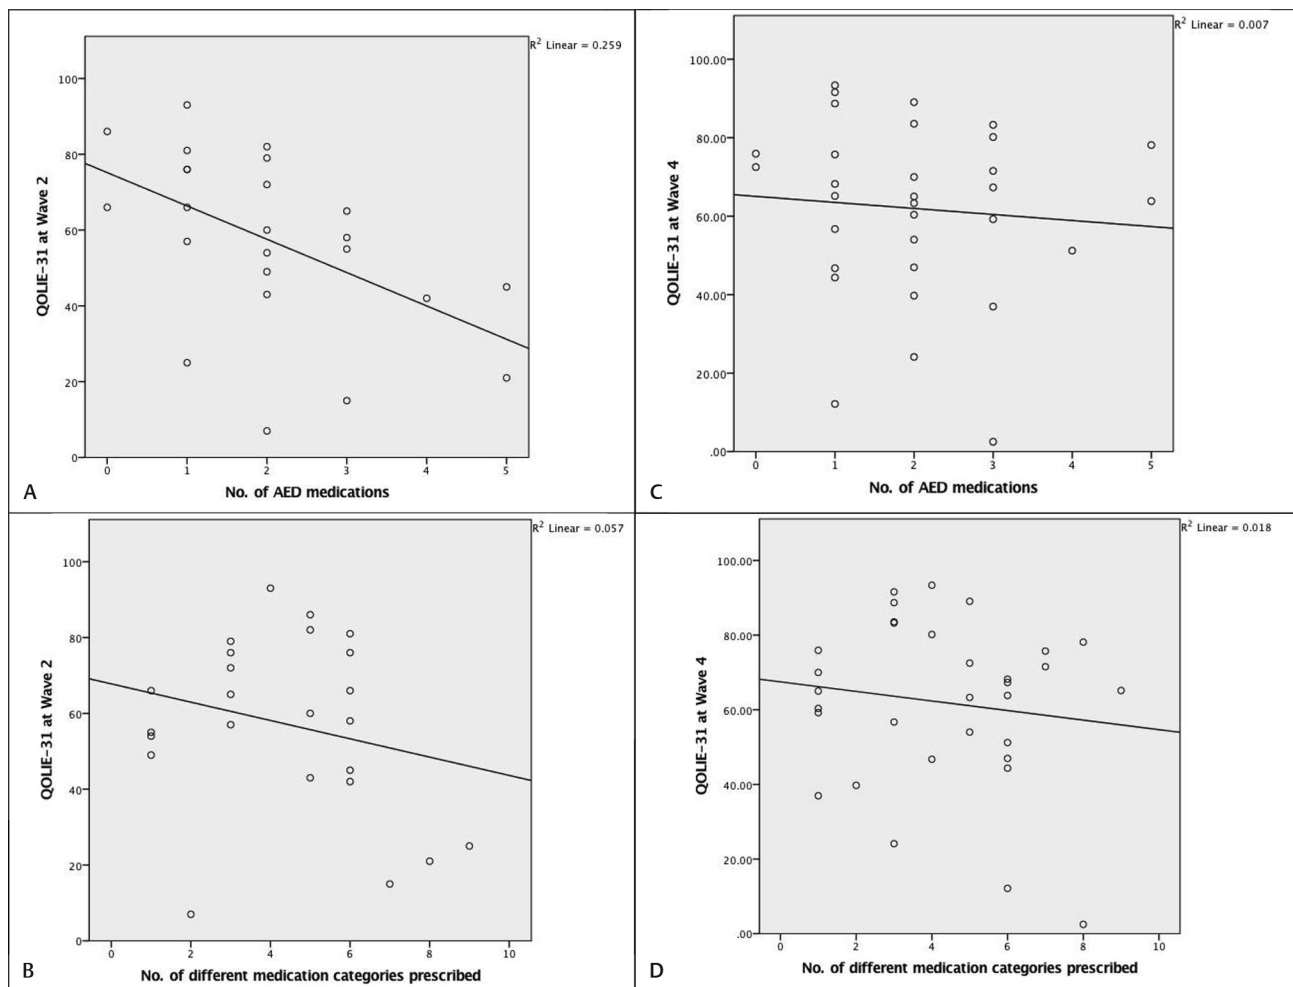 R2 Linear = 0.259
100
80
60
40
20
0
QOLIE-31 at Wave 2
0 1 2 3 4 5
No. of AED medications
A
R2 Linear = 0.007
100.00
80.00
60.00
40.00
20.00
.00
QOLIE-31 at Wave 4
0 1 2 3 4 5
No. of AED medications
C
R2 Linear = 0.057
100
80
60
40
20
0
QOLIE-31 at Wave 2
0 2 4 6 8 10
No. of different medication categories prescribed
B
R2 Linear = 0.018
100.00
80.00
60.00
40.00
20.00
.00
QOLIE-31 at Wave 4
0 2 4 6 8 10
No. of different medication categories prescribed
D